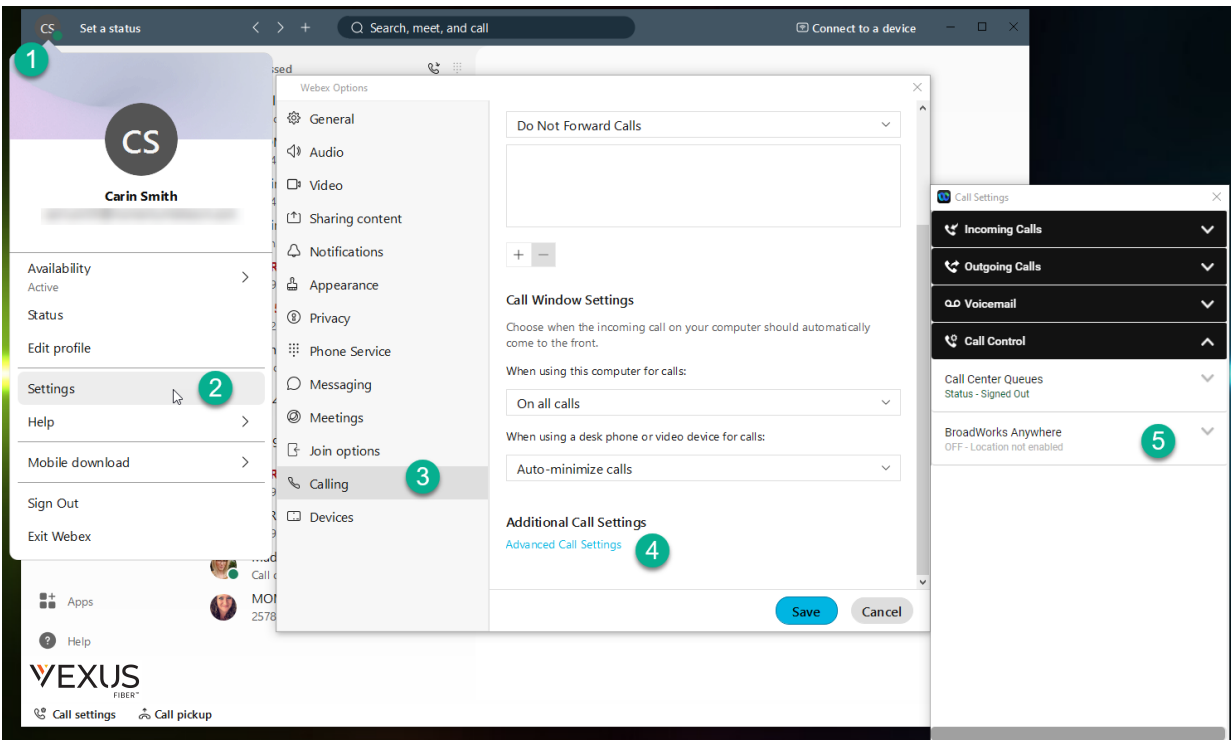 CS
Set a status
Search, meet, and call
Connect to a device
1
ssed
CS
Carin Smith
Availability
Active
Status
Edit profile
Settings
2
Help
Mobile download
Sign Out
Exit Webex
Call
MON
2578
Apps
Help
VEXUS
FIBER™
Call settings
Call pickup
Webex Options
General
Audio
Video
Sharing content
Notifications
Appearance
Privacy
Phone Service
Messaging
Meetings
Join options
Calling
3
Devices
Do Not Forward Calls
+ −
Call Window Settings
Choose when the incoming call on your computer should automatically
come to the front.
When using this computer for calls:
On all calls
When using a desk phone or video device for calls:
Auto-minimize calls
Additional Call Settings
Advanced Call Settings
4
Save
Cancel
Call Settings
Incoming Calls
Outgoing Calls
Voicemail
Call Control
Call Center Queues
Status - Signed Out
BroadWorks Anywhere
OFF - Location not enabled
5